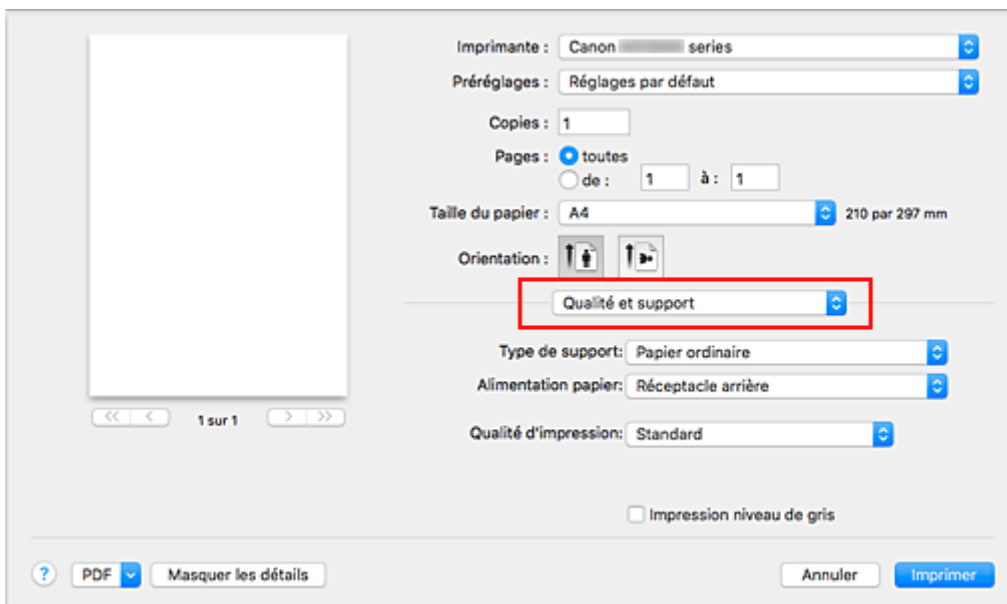 Imprimante : Canon series
Préréglages : Réglages par défaut
Copies : 1
Pages : toutes
de : 1 à : 1
Taille du papier : A4 210 par 297 mm
Orientation :
Qualité et support
Type de support: Papier ordinaire
Alimentation papier: Réceptacle arrière
<< < 1 sur 1 > >>
Qualité d'impression: Standard
Impression niveau de gris
? PDF Masquer les détails Annuler Imprimer